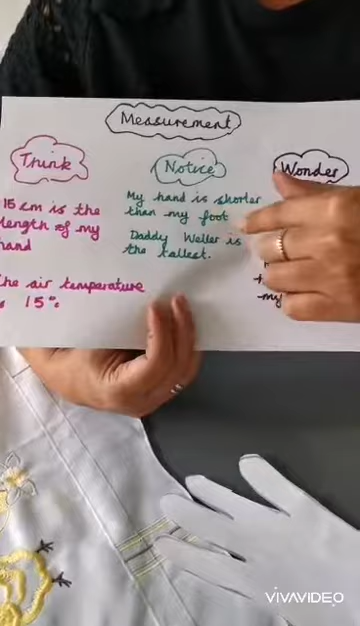 Measurement
Think
15 cm is the
length of my
hand
The air temperature
15°c
Notice
My hand is shorter
than my foot
Daddy Weller is
the tallest.
Wonder
my
VIVAVIDEO